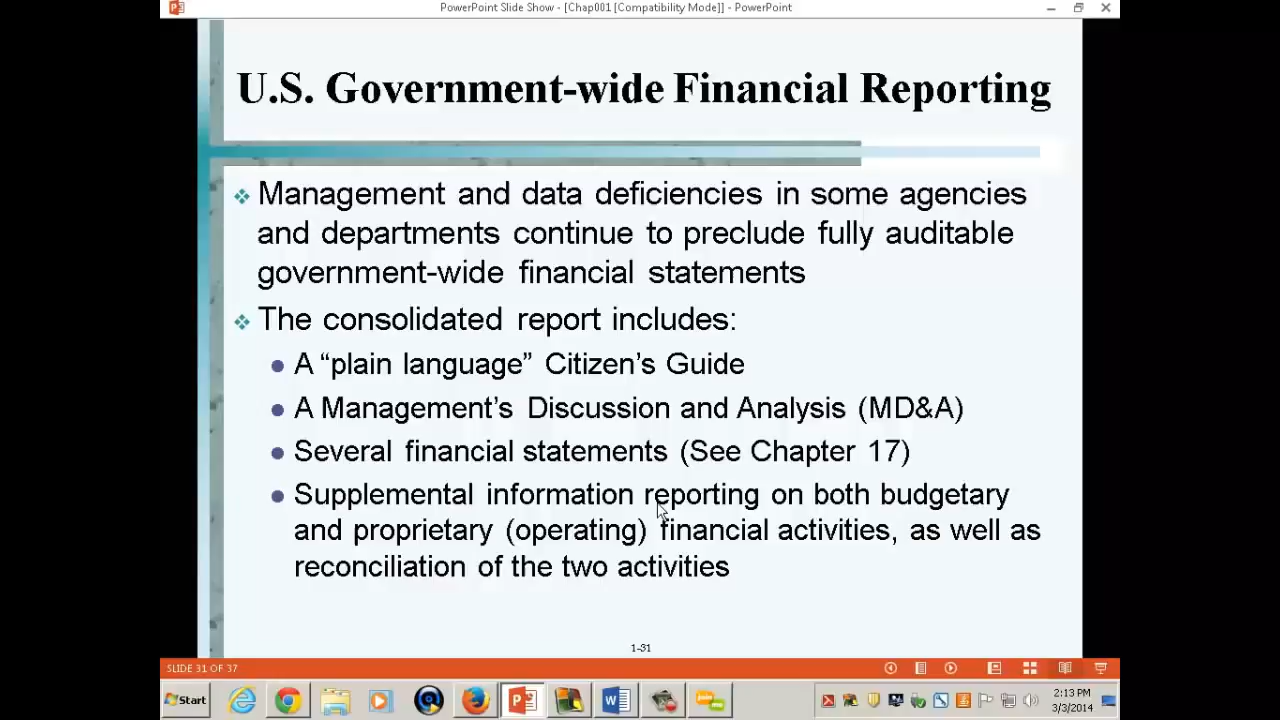 PowerPoint Slide Show - [Chap001 [Compatibility Mode]] - PowerPoint
U.S. Government-wide Financial Reporting
Management and data deficiencies in some agencies
and departments continue to preclude fully auditable
government-wide financial statements
The consolidated report includes:
A “plain language” Citizen’s Guide
A Management’s Discussion and Analysis (MD&A)
Several financial statements (See Chapter 17)
Supplemental information reporting on both budgetary
and proprietary (operating) financial activities, as well as
reconciliation of the two activities
1-31
SLIDE 31 OF 37
Start
2:13 PM
3/3/2014